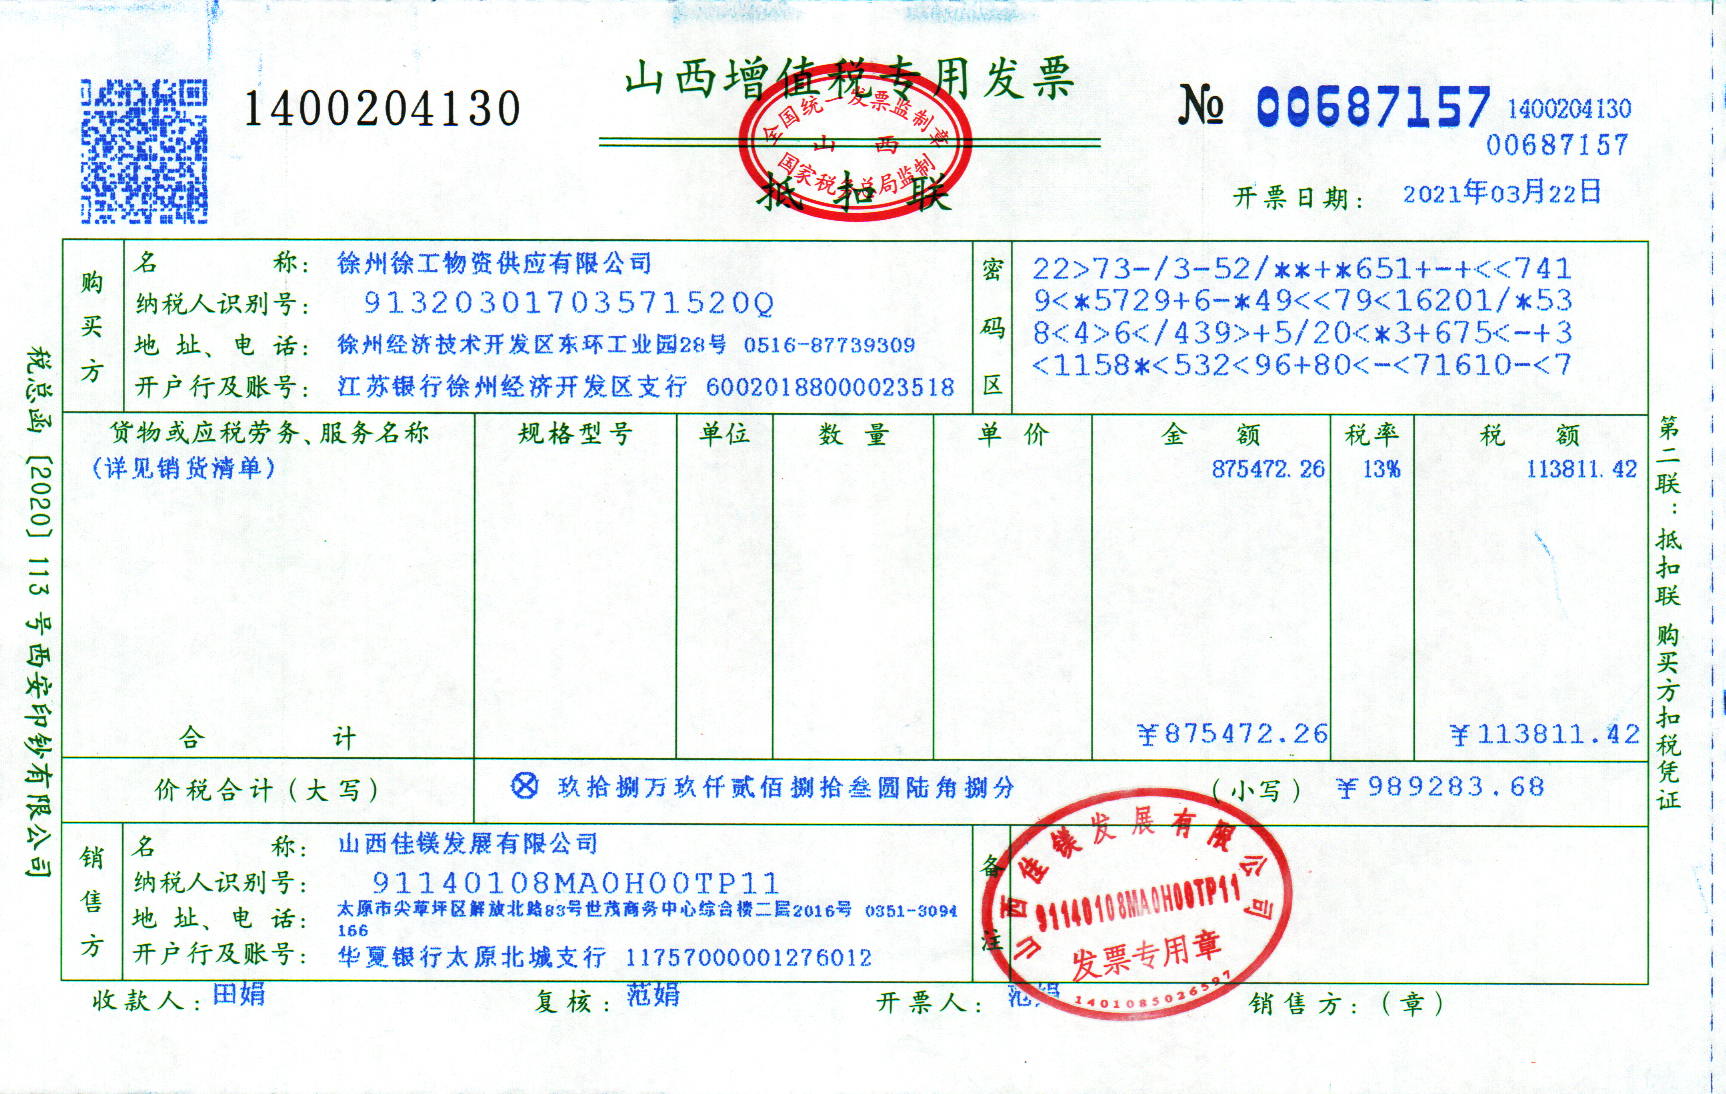 山西增值税专用发票
1400204130
№ 00687157 1400204130
00687157
全国统一发票监制章
山 西
国家税务总局监制
抵扣联
开票日期: 2021年03月22日
购买方
名 称: 徐州徐工物资供应有限公司
纳税人识别号: 91320301703571520Q
地 址、电 话: 徐州经济技术开发区东环工业园28号 0516-87739309
开户行及账号: 江苏银行徐州经济开发区支行 60020188000023518
密码区
22>73-/3-52/**+*651+-+<<741
9<*5729+6-*49<<79<16201/*53
8<4>6</439>+5/20<*3+675<-+3
<1158*<532<96+80<-<71610-<7
货物或应税劳务、服务名称 规格型号 单位 数 量 单 价 金 额 税率 税 额
(详见销货清单) 875472.26 13% 113811.42
合 计 ¥875472.26 ¥113811.42
价税合计(大写) ⊗ 玖拾捌万玖仟贰佰捌拾叁圆陆角捌分 (小写) ¥989283.68
销售方
名 称: 山西佳镁发展有限公司
纳税人识别号: 91140108MA0H00TP11
地 址、电 话: 太原市尖草坪区解放北路83号世茂商务中心综合楼二层2016号 0351-3094
166
开户行及账号: 华夏银行太原北城支行 11757000001276012
备注
山西佳镁发展有限公司
91140108MA0H00TP11
发票专用章
1401085026597
收款人: 田娟 复核: 范娟 开票人: 范娟 销售方: (章)
税总函〔2020〕113号西安印钞有限公司
第二联: 抵扣联 购买方扣税凭证